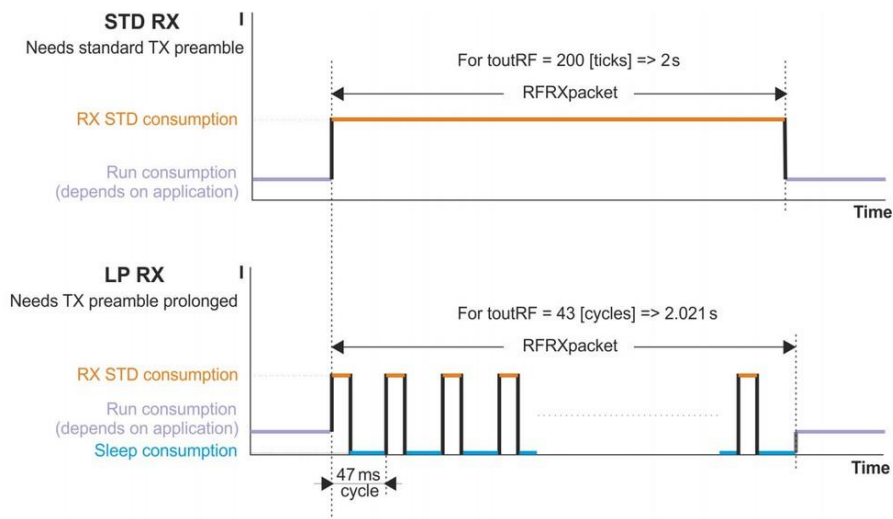 STD RX
I
Needs standard TX preamble
For toutRF = 200 [ticks] => 2 s
RFRXpacket
RX STD consumption
Run consumption
(depends on application)
Time
LP RX
I
Needs TX preamble prolonged
For toutRF = 43 [cycles] => 2.021 s
RFRXpacket
RX STD consumption
Run consumption
(depends on application)
Sleep consumption
Time
47 ms
cycle